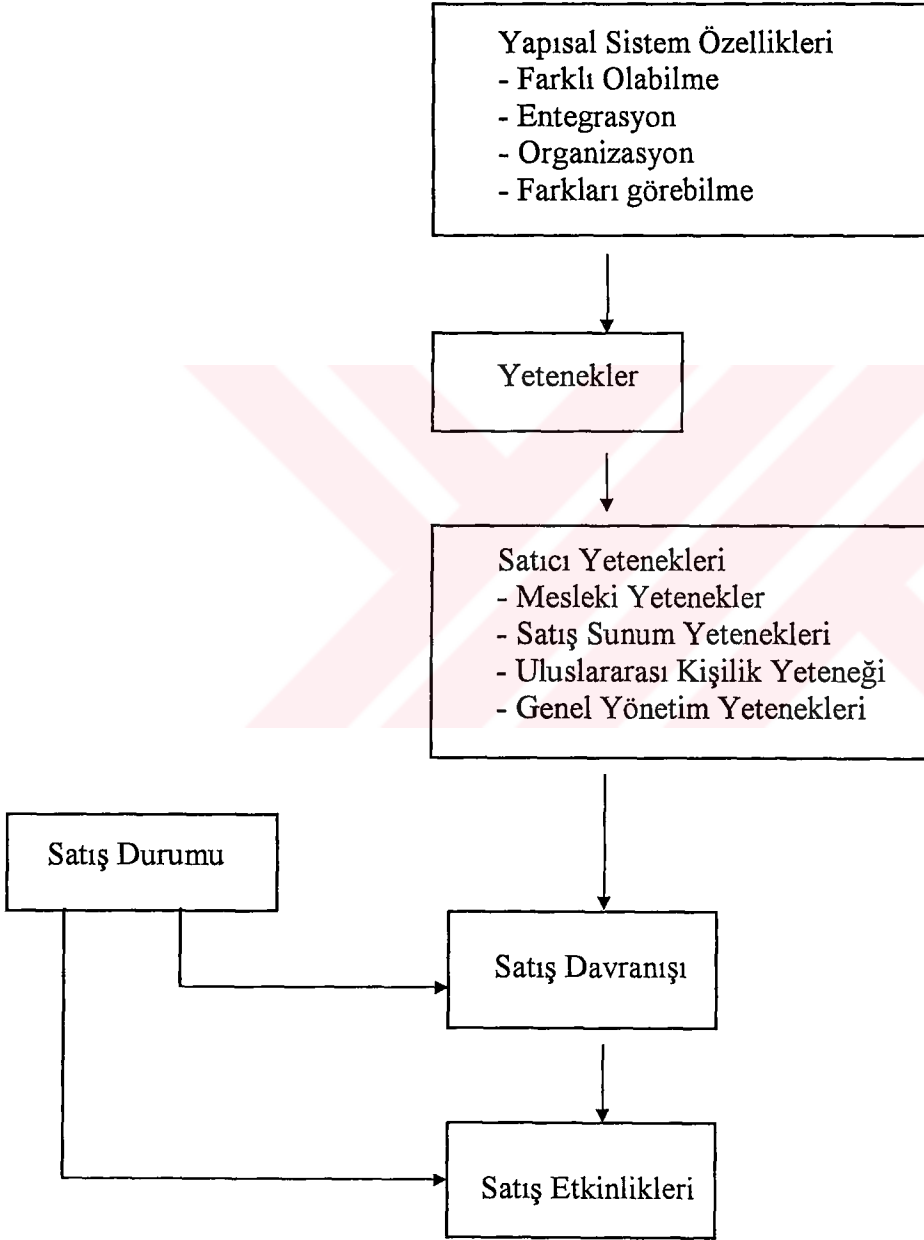 Yapısal Sistem Özellikleri
- Farklı Olabilme
- Entegrasyon
- Organizasyon
- Farkları görebilme
Yetenekler
Satıcı Yetenekleri
- Mesleki Yetenekler
- Satış Sunum Yetenekleri
- Uluslararası Kişilik Yeteneği
- Genel Yönetim Yetenekleri
Satış Durumu
Satış Davranışı
Satış Etkinlikleri